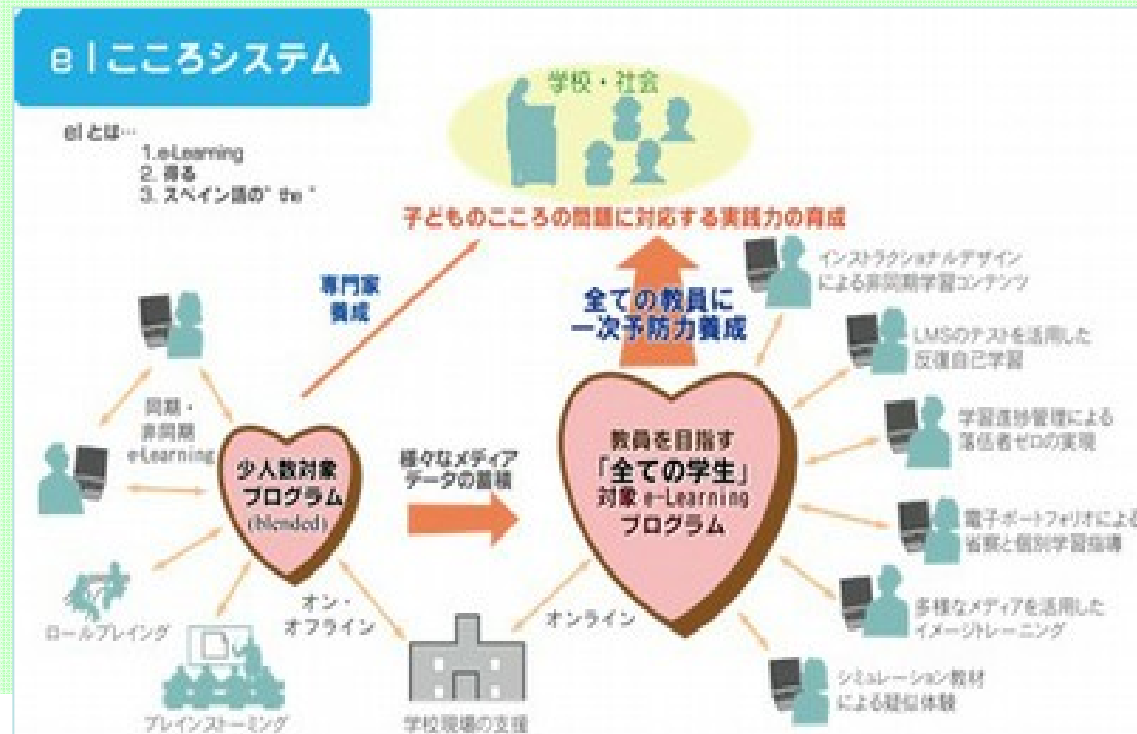 elこころシステム
elとは…
1.e-Learning
2. 得る
3. スペイン語の" the "
学校・社会
子どものこころの問題に対応する実践力の育成
専門家
養成
全ての教員に
一次予防力養成
同期・
非同期
e-Learning
少人数対象
プログラム
(blended)
様々なメディア
データの蓄積
教員を目指す
「全ての学生」
対象 e-Learning
プログラム
インストラクショナルデザイン
による非同期学習コンテンツ
LMSのテストを活用した
反復自己学習
学習進捗管理による
落伍者ゼロの実現
電子ポートフォリオによる
省察と個別学習指導
多様なメディアを活用した
イメージトレーニング
シミュレーション教材
による疑似体験
ロールプレイング
ブレインストーミング
オン・
オフライン
学校現場の支援
オンライン